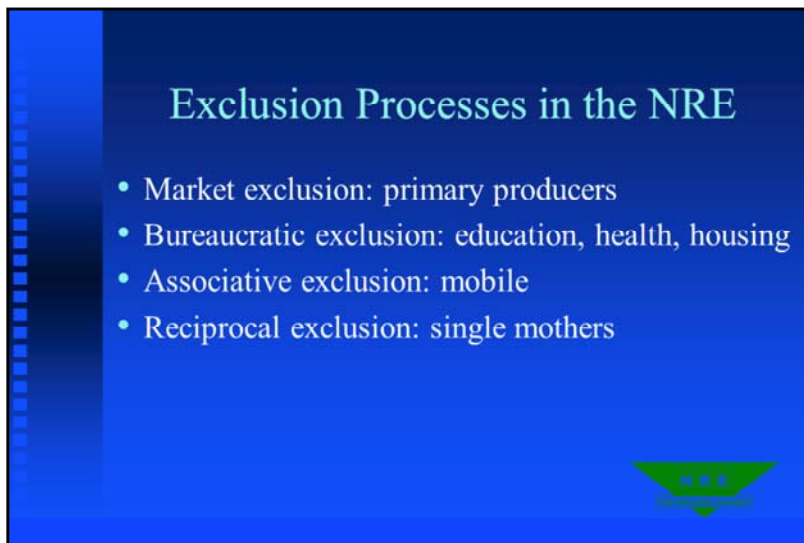 Exclusion Processes in the NRE
• Market exclusion: primary producers
• Bureaucratic exclusion: education, health, housing
• Associative exclusion: mobile
• Reciprocal exclusion: single mothers
N R E